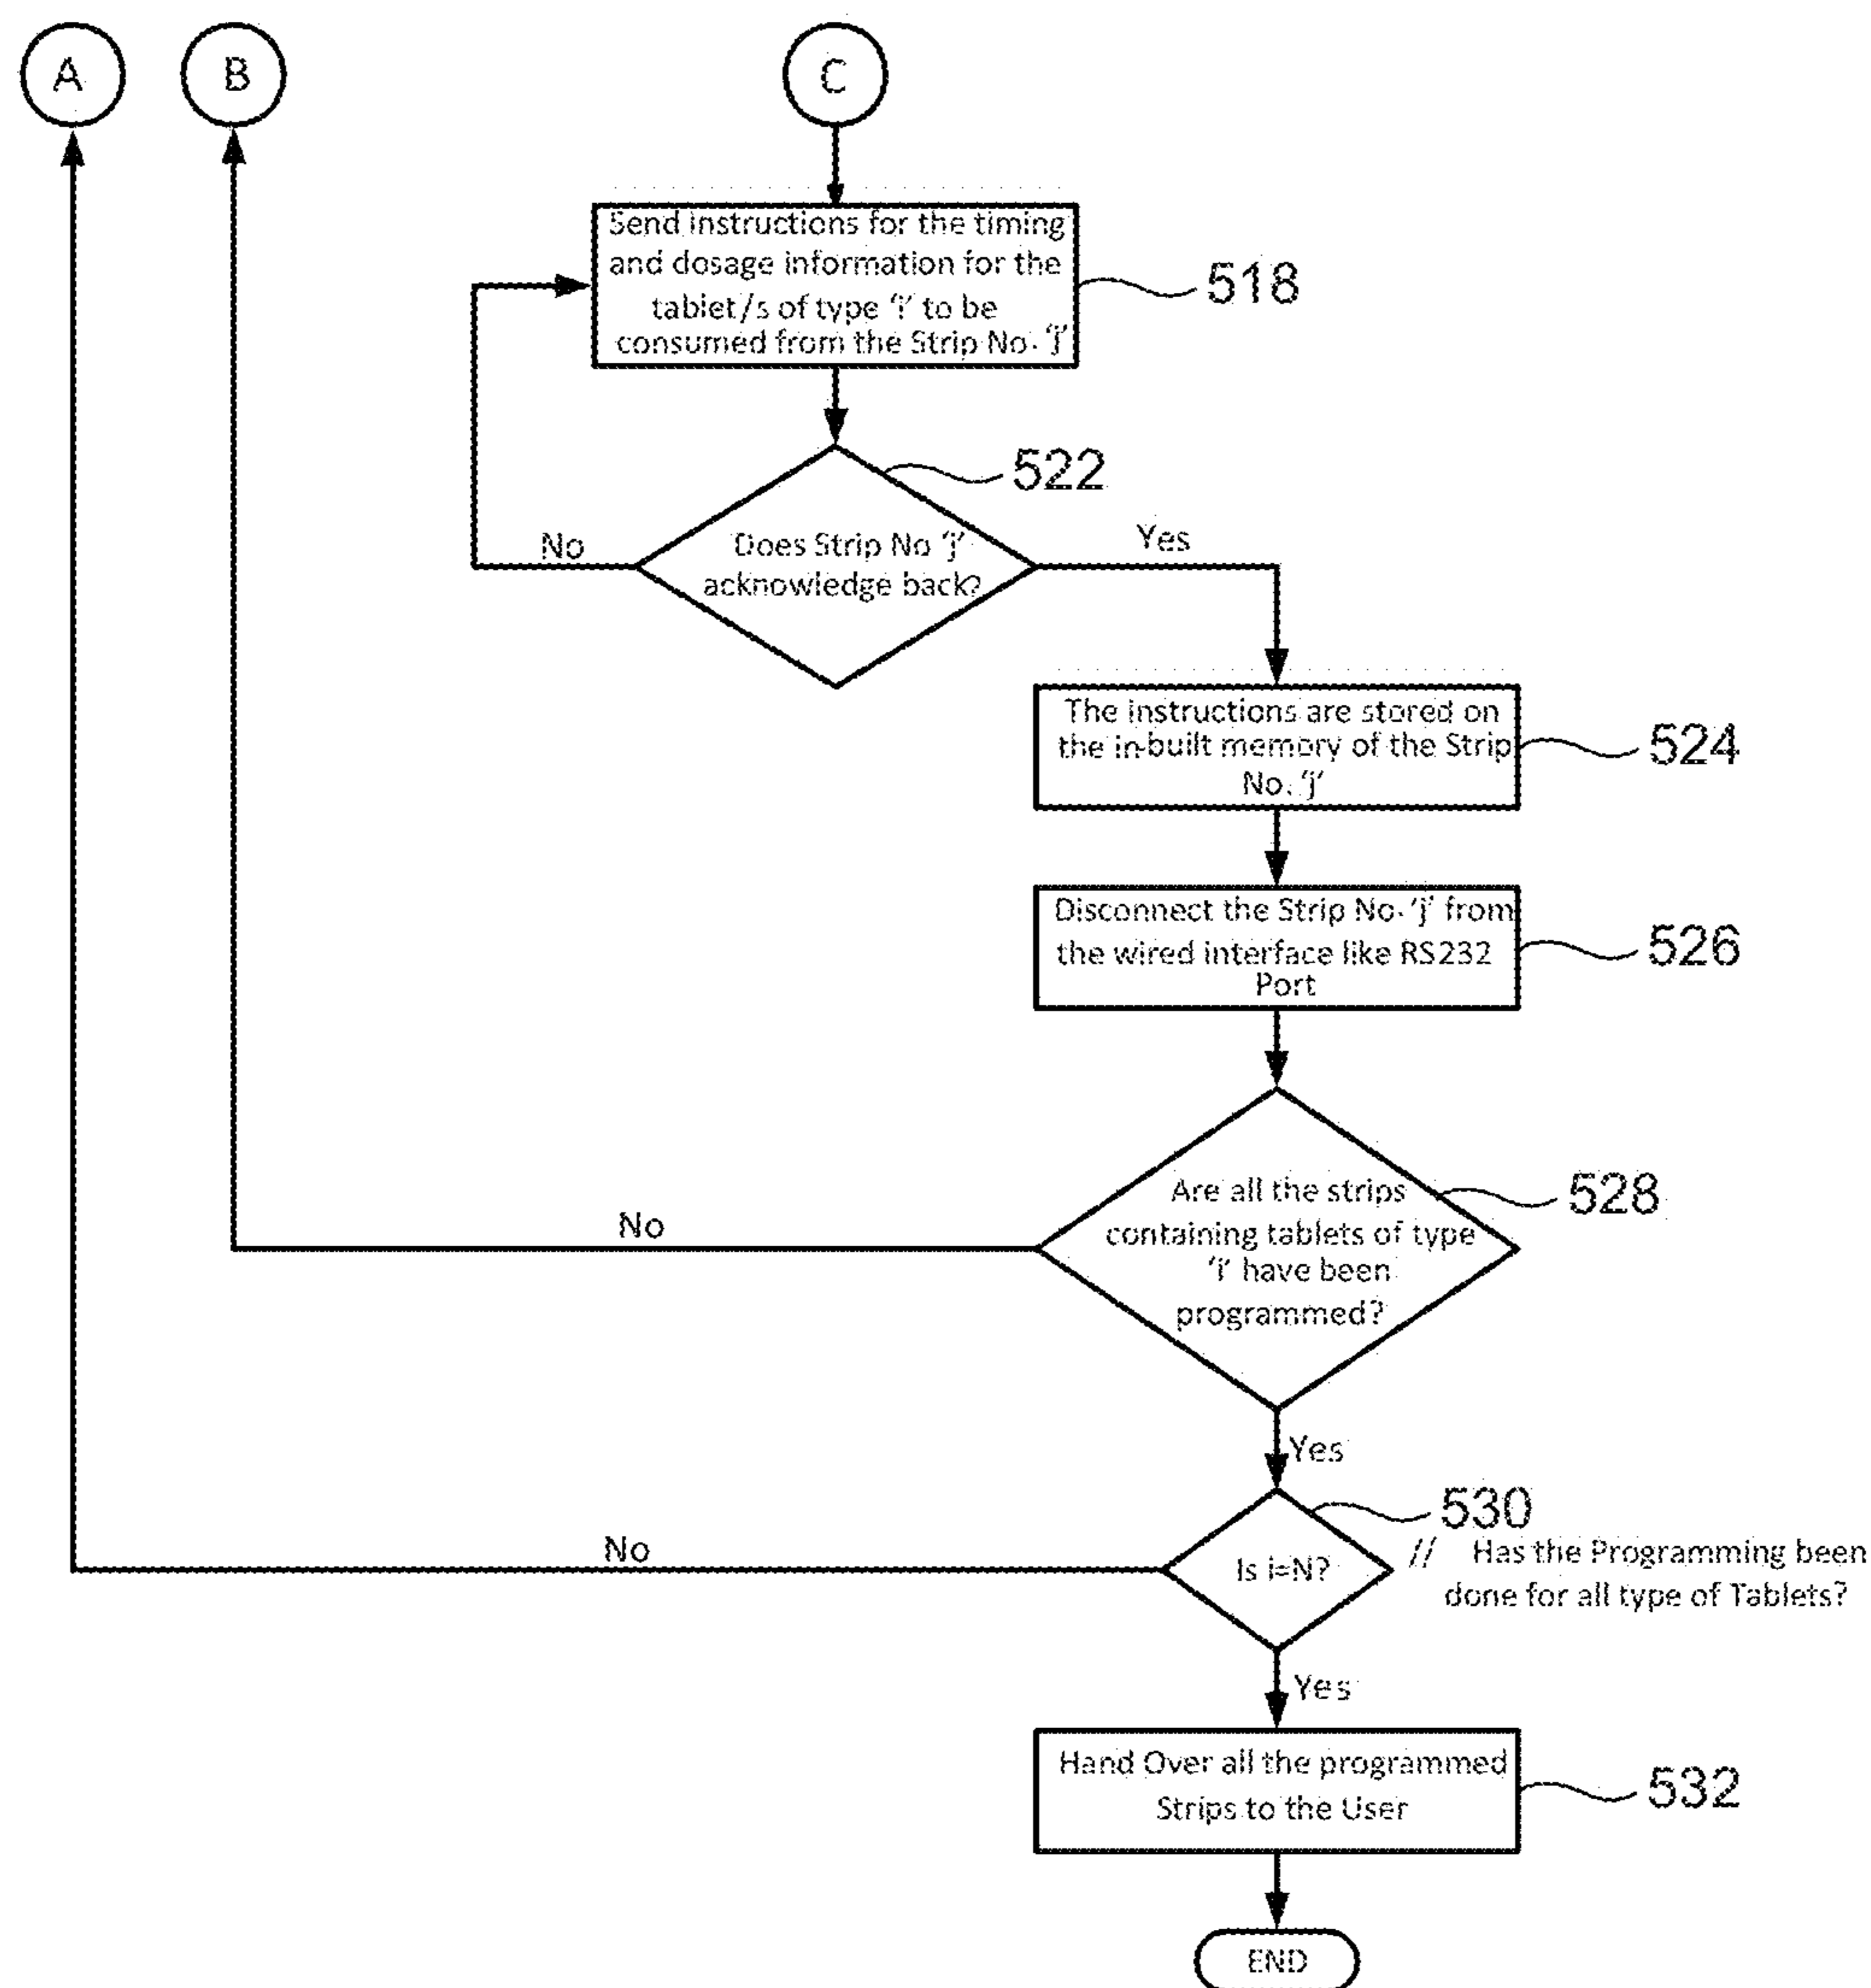 A
B
C
Send instructions for the timing
and dosage information for the
tablet/s of type 'i' to be
consumed from the Strip No. 'j'
518
522
No
Does Strip No 'j'
acknowledge back?
Yes
The instructions are stored on
the in-built memory of the Strip
No. 'j'
524
Disconnect the Strip No. 'j' from
the wired interface like RS232
Port
526
Are all the strips
containing tablets of type
'i' have been
programmed?
528
No
Yes
530
No
Is i=N?
// Has the Programming been
done for all type of Tablets?
Yes
Hand Over all the programmed
Strips to the User
532
END